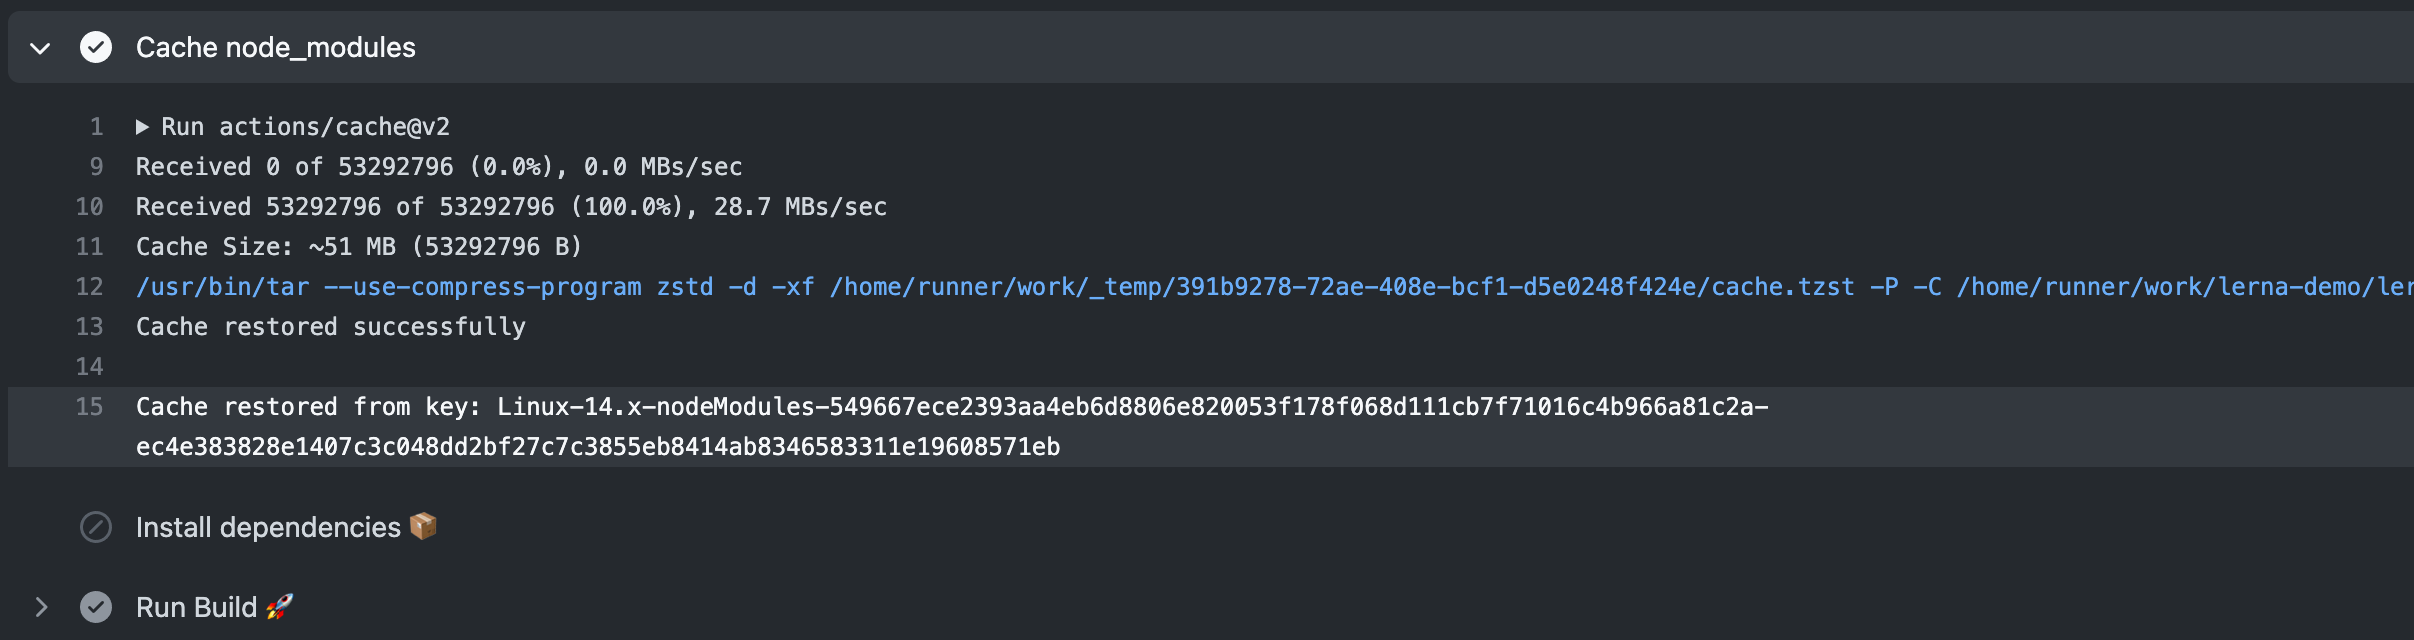 Cache node_modules
1 ▶ Run actions/cache@v2
9 Received 0 of 53292796 (0.0%), 0.0 MBs/sec
10 Received 53292796 of 53292796 (100.0%), 28.7 MBs/sec
11 Cache Size: ~51 MB (53292796 B)
12 /usr/bin/tar --use-compress-program zstd -d -xf /home/runner/work/_temp/391b9278-72ae-408e-bcf1-d5e0248f424e/cache.tzst -P -C /home/runner/work/lerna-demo/ler
13 Cache restored successfully
14
15 Cache restored from key: Linux-14.x-nodeModules-549667ece2393aa4eb6d8806e820053f178f068d111cb7f71016c4b966a81c2a-
ec4e383828e1407c3c048dd2bf27c7c3855eb8414ab8346583311e19608571eb
Install dependencies 📦
Run Build 🚀